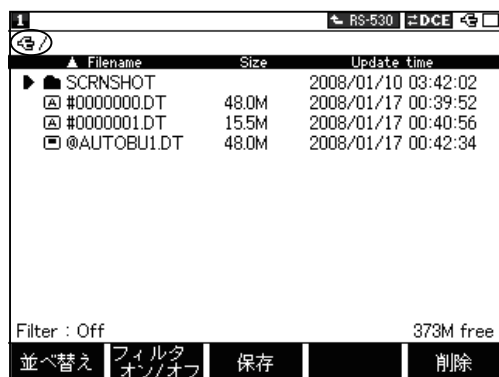 1 RS-530 DCE
/
▲ Filename Size Update time
SCRNSHOT 2008/01/10 03:42:02
A #0000000.DT 48.0M 2008/01/17 00:39:52
A #0000001.DT 15.5M 2008/01/17 00:40:56
@AUTOBU1.DT 48.0M 2008/01/17 00:42:34
Filter : Off 373M free
並べ替え フィルタ オン/オフ 保存 削除